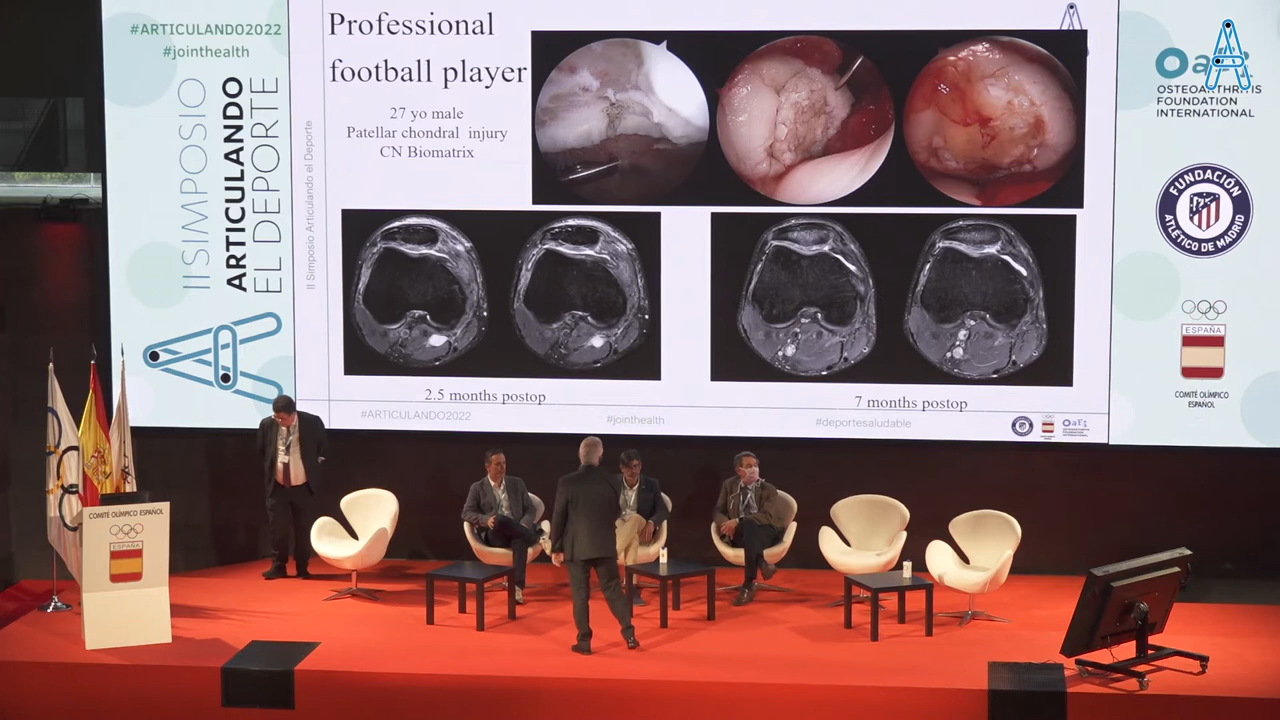 #ARTICULANDO2022
#jointhealth
II SIMPOSIO
ARTICULANDO
EL DEPORTE
II Simposio Articulando el Deporte
Professional
football player
27 yo male
Patellar chondral injury
CN Biomatrix
2.5 months postop
7 months postop
#ARTICULANDO2022
#jointhealth
#deportesaludable
OSTEOARTHRITIS
FOUNDATION
INTERNATIONAL
FUNDACIÓN
ATLÉTICO DE MADRID
ESPAÑA
COMITÉ OLÍMPICO
ESPAÑOL
COMITÉ OLÍMPICO ESPAÑOL
ESPAÑA